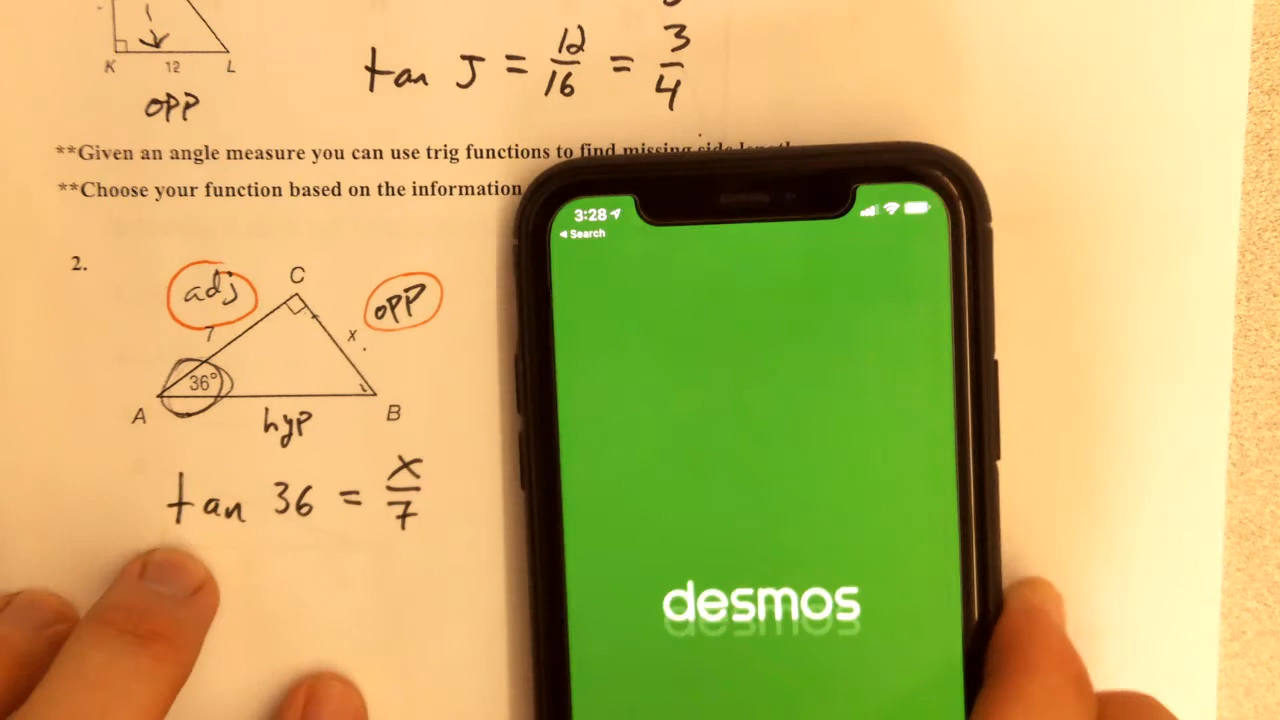 K 12 L
opp
tan J = 12/16 = 3/4
**Given an angle measure you can use trig functions to find missing side
**Choose your function based on the information
2.
adj
C
opp
7
x
36°
A
hyp
B
tan 36 = x/7
3:28
Search
desmos